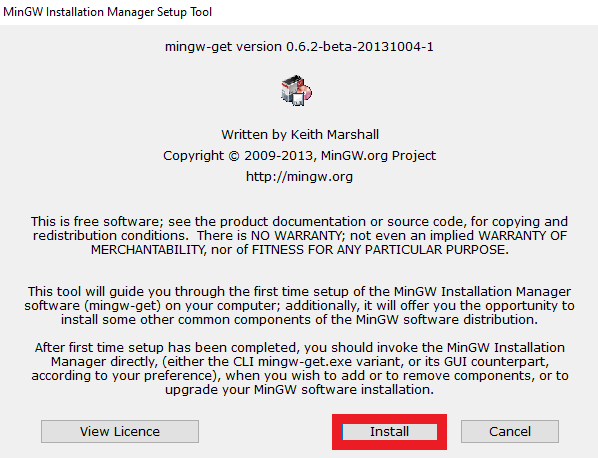 MinGW Installation Manager Setup Tool
mingw-get version 0.6.2-beta-20131004-1
Written by Keith Marshall
Copyright © 2009-2013, MinGW.org Project
http://mingw.org
This is free software; see the product documentation or source code, for copying and
redistribution conditions.  There is NO WARRANTY; not even an implied WARRANTY OF
MERCHANTABILITY, nor of FITNESS FOR ANY PARTICULAR PURPOSE.
This tool will guide you through the first time setup of the MinGW Installation Manager
software (mingw-get) on your computer; additionally, it will offer you the opportunity to
install some other common components of the MinGW software distribution.
After first time setup has been completed, you should invoke the MinGW Installation
Manager directly, (either the CLI mingw-get.exe variant, or its GUI counterpart,
according to your preference), when you wish to add or to remove components, or to
upgrade your MinGW software installation.
View Licence
Install
Cancel